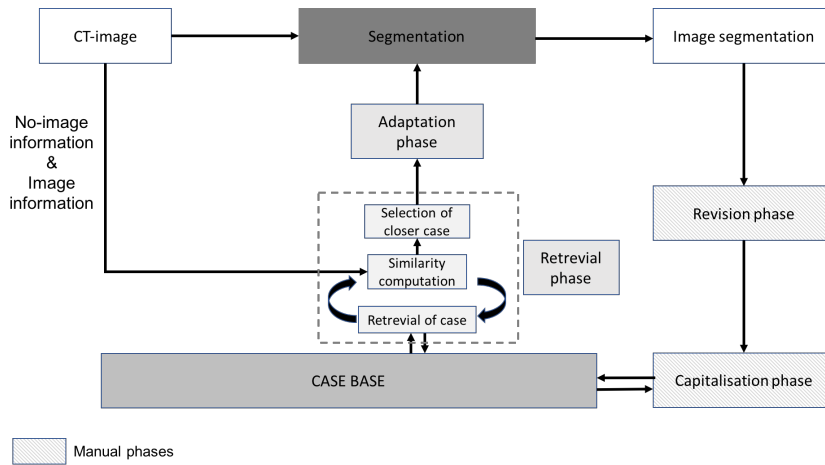 CT-image
Segmentation
Image segmentation
No-image
information
&
Image
information
Adaptation
phase
Selection of
closer case
Similarity
computation
Retrevial of case
Retrevial
phase
Revision phase
CASE BASE
Capitalisation phase
Manual phases